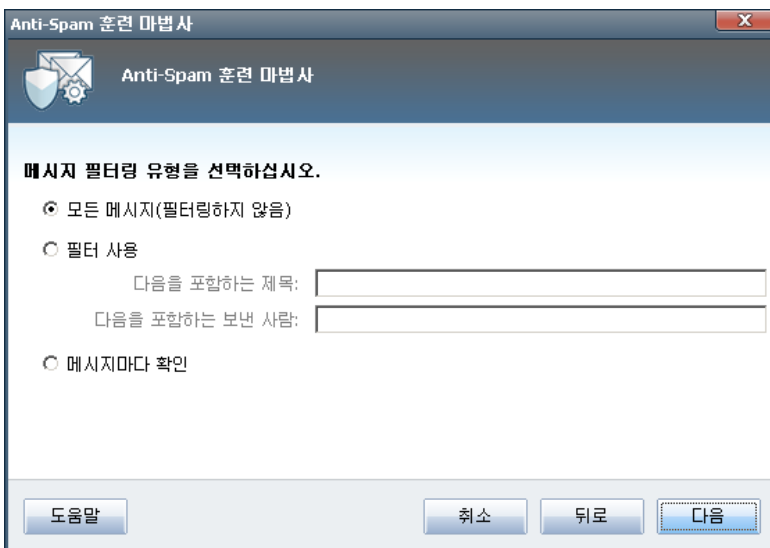 Anti-Spam 훈련 마법사
Anti-Spam 훈련 마법사
메시지 필터링 유형을 선택하십시오.
모든 메시지(필터링하지 않음)
필터 사용
다음을 포함하는 제목:
다음을 포함하는 보낸 사람:
메시지마다 확인
도움말 취소 뒤로 다음